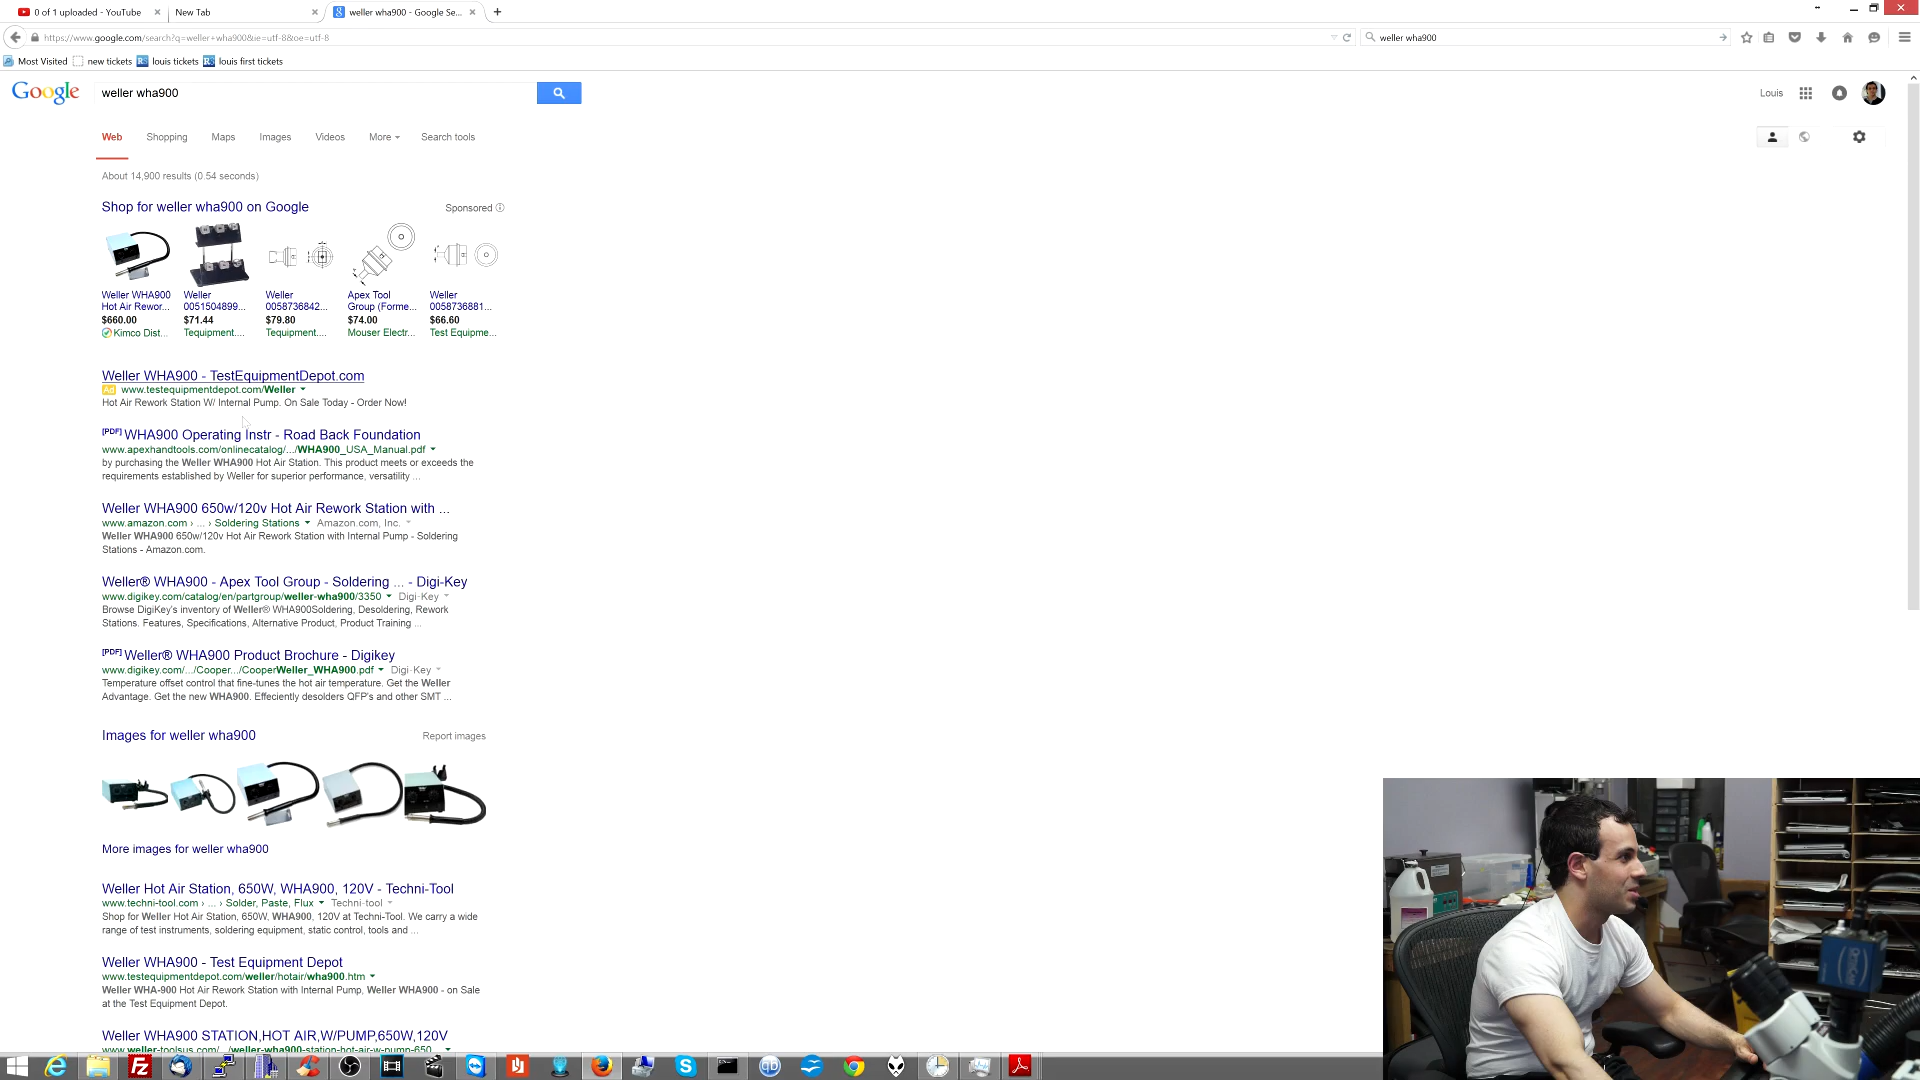 0 of 1 uploaded - YouTube
New Tab
weller wha900 - Google Se...
https://www.google.com/search?q=weller+wha900&ie=utf-8&oe=utf-8
weller wha900
Most Visited
new tickets
louis tickets
louis first tickets
Google
weller wha900
Louis
Web
Shopping
Maps
Images
Videos
More
Search tools
About 14,900 results (0.54 seconds)
Shop for weller wha900 on Google
Sponsored
Weller WHA900
Hot Air Rewor...
$660.00
Kimco Dist...
Weller
0051504899...
$71.44
Tequipment....
Weller
0058736842...
$79.80
Tequipment....
Apex Tool
Group (Forme...
$74.00
Mouser Electr...
Weller
0058736881...
$66.60
Test Equipme...
Weller WHA900 - TestEquipmentDepot.com
Ad www.testequipmentdepot.com/Weller
Hot Air Rework Station W/ Internal Pump. On Sale Today - Order Now!
[PDF] WHA900 Operating Instr - Road Back Foundation
www.apexhandtools.com/onlinecatalog/.../WHA900_USA_Manual.pdf
by purchasing the Weller WHA900 Hot Air Station. This product meets or exceeds the
requirements established by Weller for superior performance, versatility ...
Weller WHA900 650w/120v Hot Air Rework Station with ...
www.amazon.com › ... › Soldering Stations Amazon.com, Inc.
Weller WHA900 650w/120v Hot Air Rework Station with Internal Pump - Soldering
Stations - Amazon.com.
Weller® WHA900 - Apex Tool Group - Soldering ... - Digi-Key
www.digikey.com/catalog/en/partgroup/weller-wha900/3350 Digi-Key
Browse DigiKey's inventory of Weller® WHA900Soldering, Desoldering, Rework
Stations. Features, Specifications, Alternative Product, Product Training ...
[PDF] Weller® WHA900 Product Brochure - Digikey
www.digikey.com/.../Cooper.../CooperWeller_WHA900.pdf Digi-Key
Temperature offset control that fine-tunes the hot air temperature. Get the Weller
Advantage. Get the new WHA900. Effeciently desolders QFP's and other SMT ...
Images for weller wha900
Report images
More images for weller wha900
Weller Hot Air Station, 650W, WHA900, 120V - Techni-Tool
www.techni-tool.com › ... › Solder, Paste, Flux Techni-tool
Shop for Weller Hot Air Station, 650W, WHA900, 120V at Techni-Tool. We carry a wide
range of test instruments, soldering equipment, static control, tools and ...
Weller WHA900 - Test Equipment Depot
www.testequipmentdepot.com/weller/hotair/wha900.htm
Weller WHA-900 Hot Air Rework Station with Internal Pump, Weller WHA900 - on Sale
at the Test Equipment Depot.
Weller WHA900 STATION,HOT AIR,W/PUMP,650W,120V
www.weller-toolsus.com/.../weller-wha900-station-hot-air-w-pump-650...